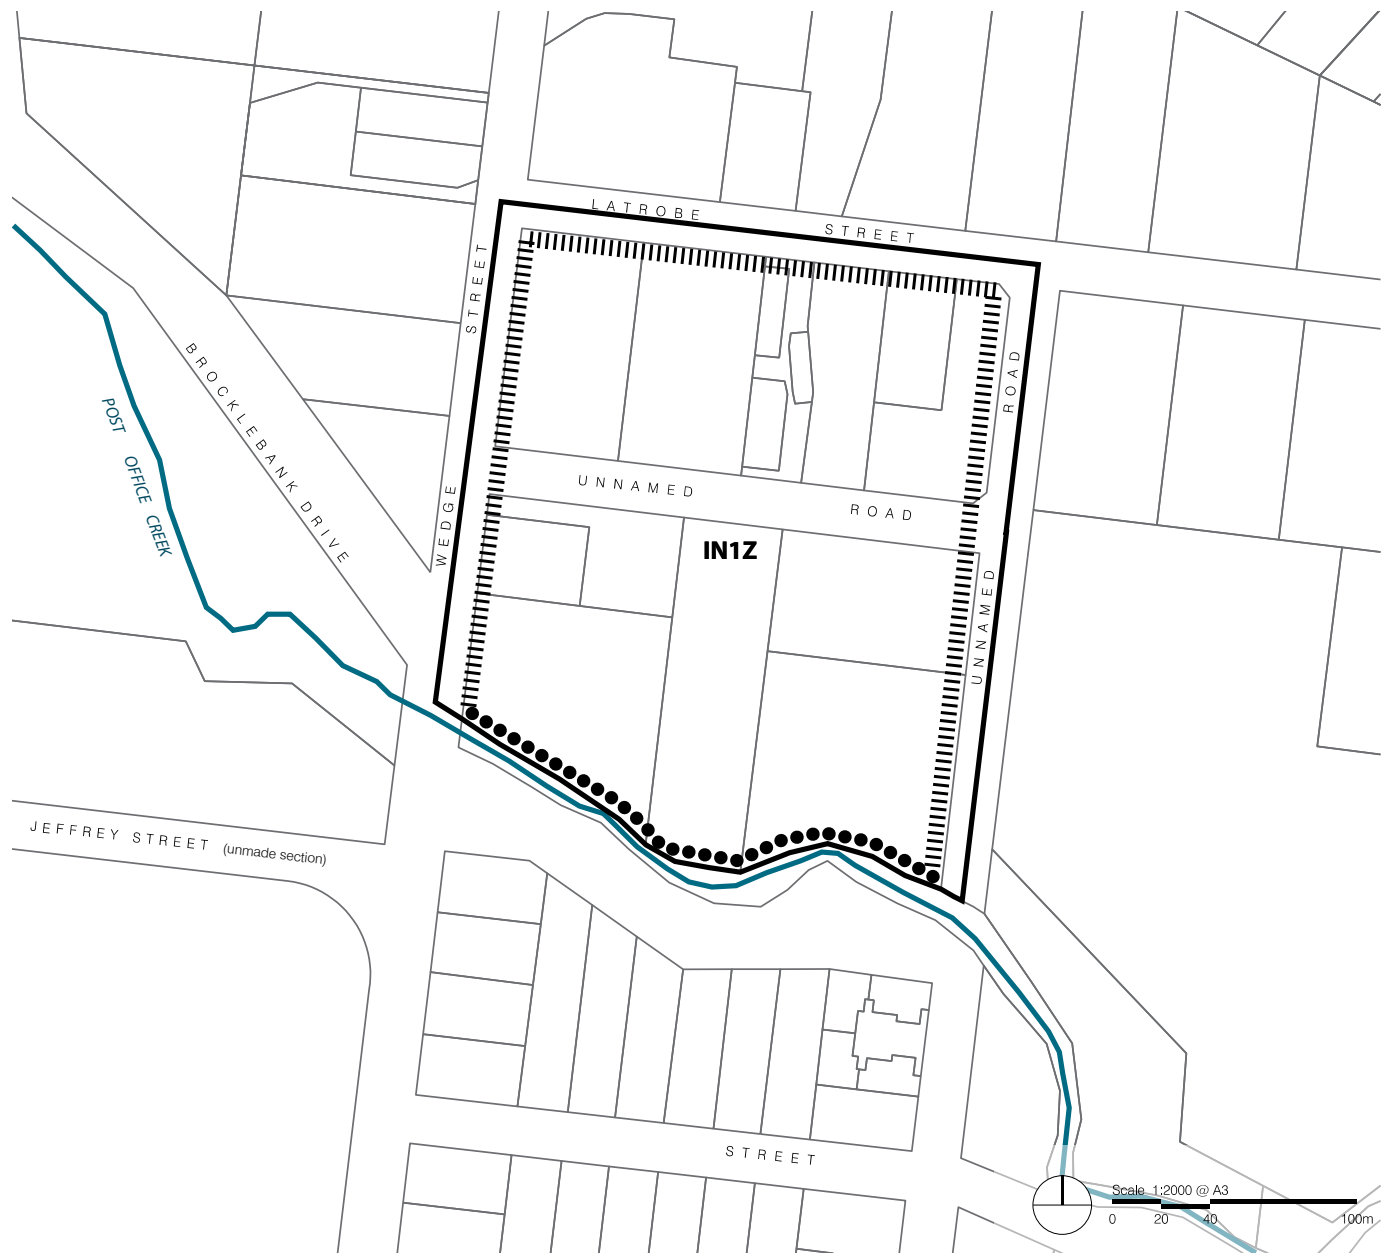 LATROBE STREET
WEDGE STREET
BROCKLEBANK DRIVE
POST OFFICE CREEK
UNNAMED ROAD
IN1Z
UNNAMED ROAD
JEFFREY STREET (unmade section)
STREET
Scale 1:2000 @ A3
0 20 40 100m